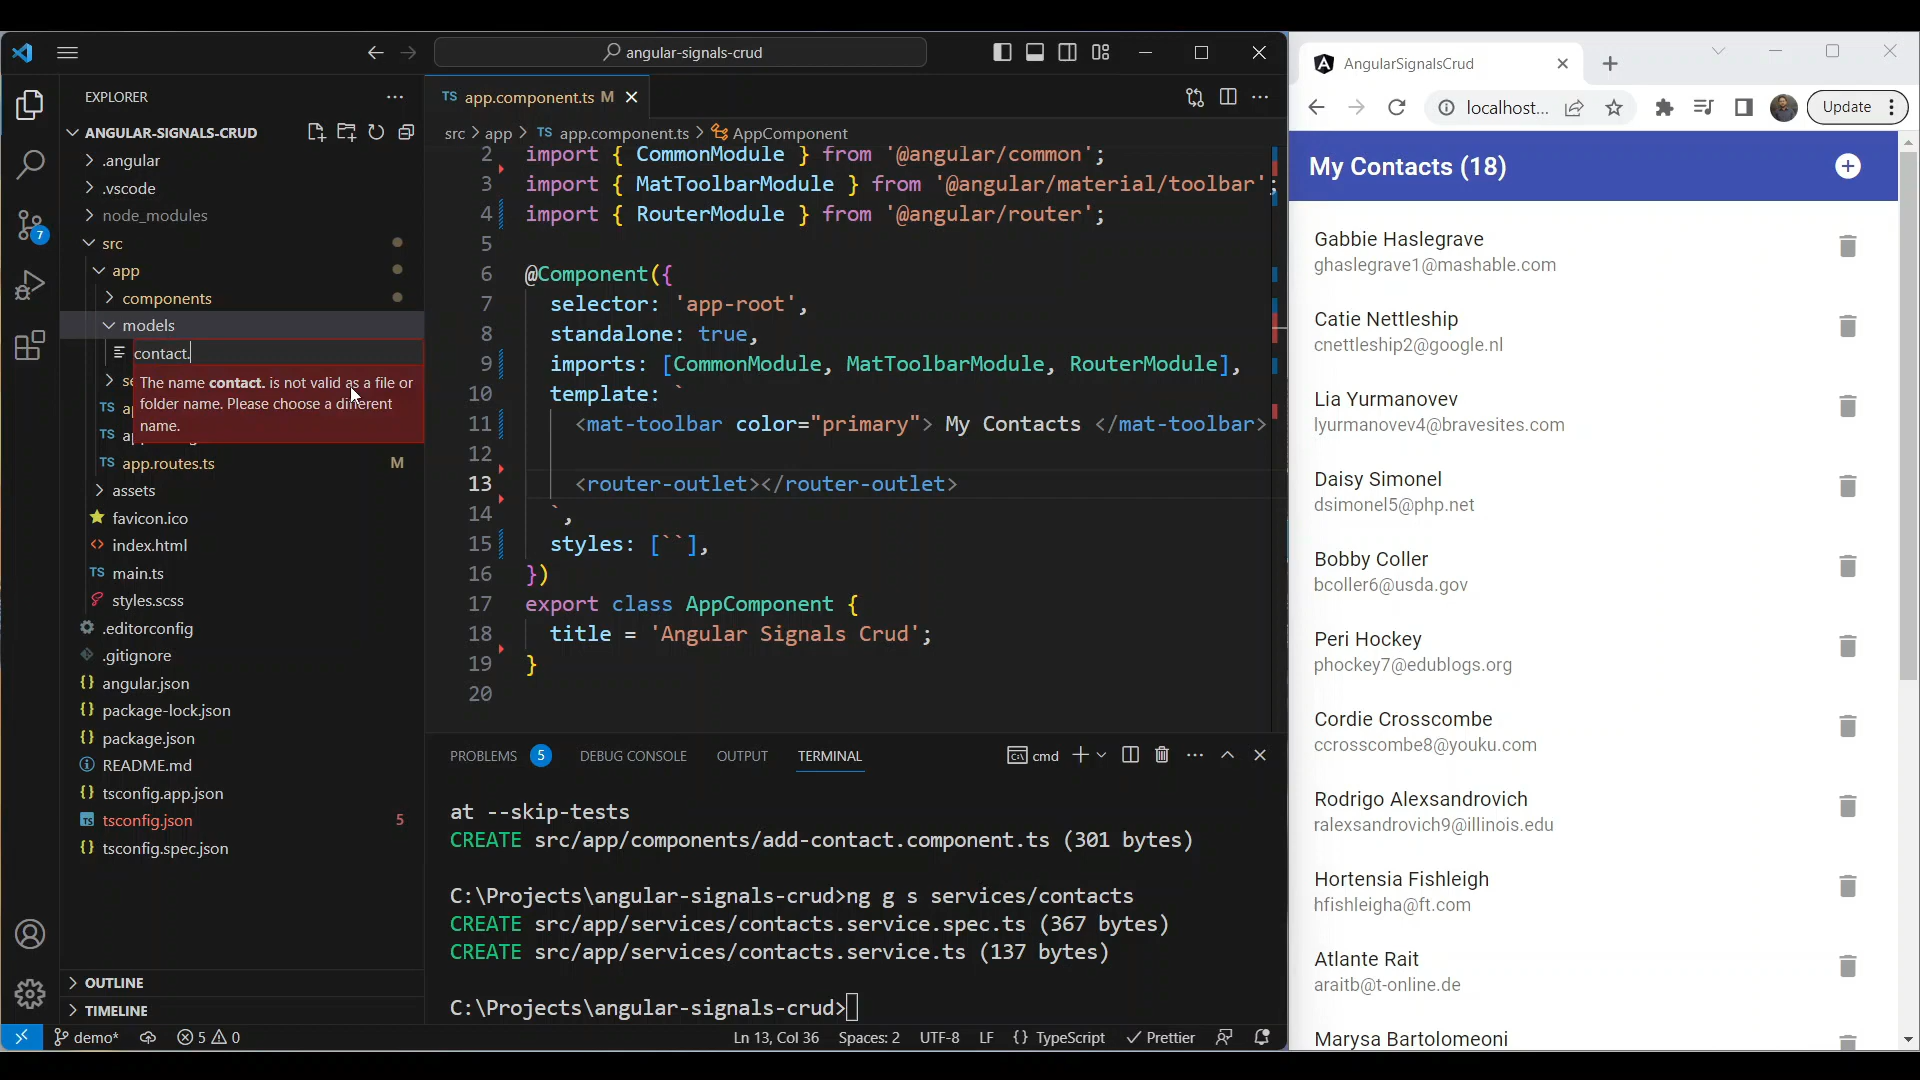 angular-signals-crud
EXPLORER
ANGULAR-SIGNALS-CRUD
.angular
.vscode
node_modules
src
app
components
models
contact.
The name contact. is not valid as a file or
folder name. Please choose a different
name.
TS
TS
TS app.routes.ts M
assets
favicon.ico
index.html
TS main.ts
styles.scss
.editorconfig
.gitignore
{} angular.json
{} package-lock.json
{} package.json
README.md
{} tsconfig.app.json
TS tsconfig.json 5
{} tsconfig.spec.json
OUTLINE
TIMELINE
7
TS app.component.ts M
src > app > TS app.component.ts > AppComponent
2 import { CommonModule } from '@angular/common';
3 import { MatToolbarModule } from '@angular/material/toolbar';
4 import { RouterModule } from '@angular/router';
5
6 @Component({
7 selector: 'app-root',
8 standalone: true,
9 imports: [CommonModule, MatToolbarModule, RouterModule],
10 template: `
11 <mat-toolbar color="primary"> My Contacts </mat-toolbar>
12
13 <router-outlet></router-outlet>
14 `,
15 styles: [``],
16 })
17 export class AppComponent {
18 title = 'Angular Signals Crud';
19 }
20
PROBLEMS 5 DEBUG CONSOLE OUTPUT TERMINAL cmd
at --skip-tests
CREATE src/app/components/add-contact.component.ts (301 bytes)
C:\Projects\angular-signals-crud>ng g s services/contacts
CREATE src/app/services/contacts.service.spec.ts (367 bytes)
CREATE src/app/services/contacts.service.ts (137 bytes)
C:\Projects\angular-signals-crud>
demo* 5 0 Ln 13, Col 36 Spaces: 2 UTF-8 LF {} TypeScript Prettier
AngularSignalsCrud
localhost... Update
My Contacts (18)
Gabbie Haslegrave
ghaslegrave1@mashable.com
Catie Nettleship
cnettleship2@google.nl
Lia Yurmanovev
lyurmanovev4@bravesites.com
Daisy Simonel
dsimonel5@php.net
Bobby Coller
bcoller6@usda.gov
Peri Hockey
phockey7@edublogs.org
Cordie Crosscombe
ccrosscombe8@youku.com
Rodrigo Alexsandrovich
ralexsandrovich9@illinois.edu
Hortensia Fishleigh
hfishleigha@ft.com
Atlante Rait
araitb@t-online.de
Marysa Bartolomeoni